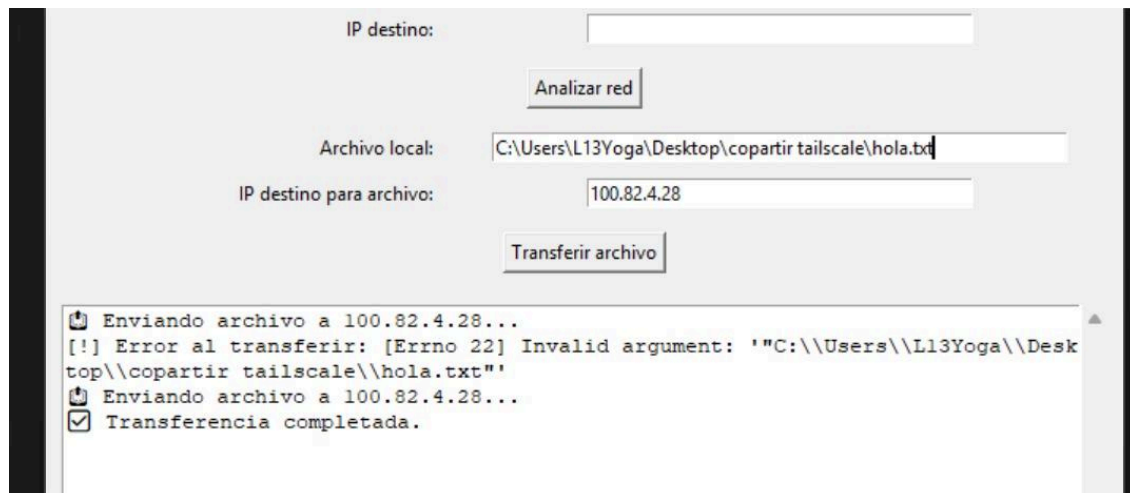 IP destino:
Analizar red
Archivo local: C:\Users\L13Yoga\Desktop\copartir tailscale\hola.txt
IP destino para archivo: 100.82.4.28
Transferir archivo
Enviando archivo a 100.82.4.28...
[!] Error al transferir: [Errno 22] Invalid argument: '"C:\\Users\\L13Yoga\\Desk
top\\copartir tailscale\\hola.txt"'
Enviando archivo a 100.82.4.28...
Transferencia completada.